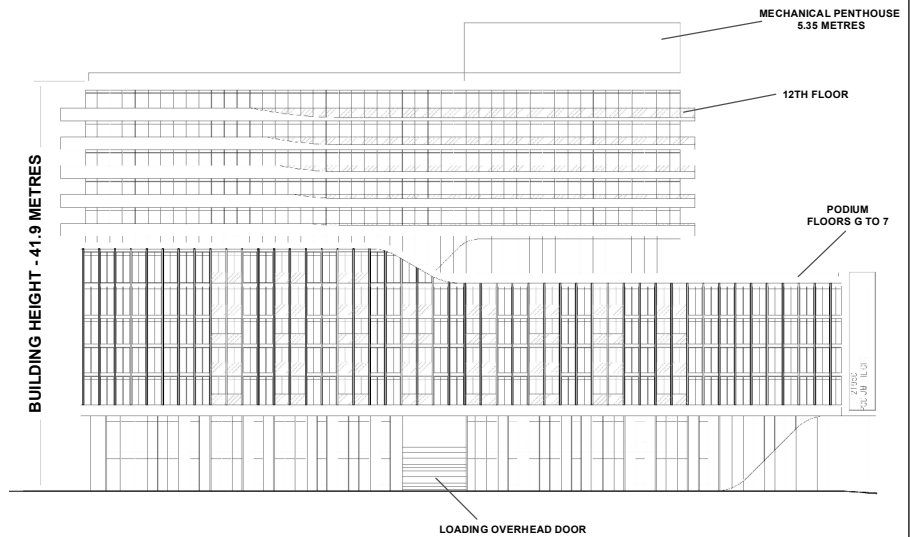 MECHANICAL PENTHOUSE
5.35 METRES
12TH FLOOR
BUILDING HEIGHT - 41.9 METRES
PODIUM
FLOORS G TO 7
LOADING OVERHEAD DOOR